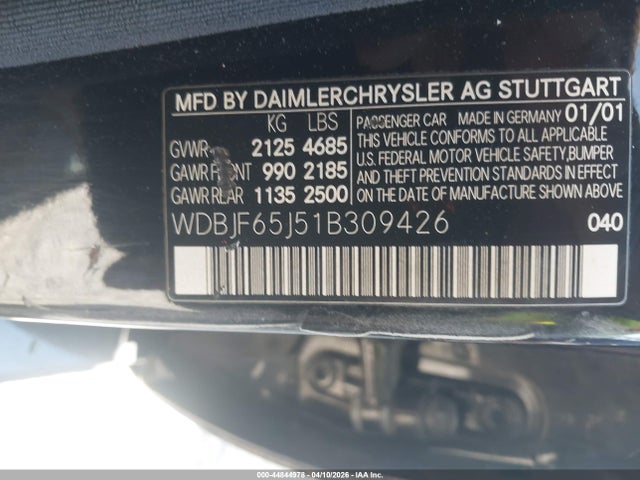 MFD BY DAIMLERCHRYSLER AG STUTTGART
KG LBS
GVWR 2125 4685
GAWR FRONT 990 2185
GAWR REAR 1135 2500
PASSENGER CAR MADE IN GERMANY 01/01
THIS VEHICLE CONFORMS TO ALL APPLICABLE
U.S. FEDERAL MOTOR VEHICLE SAFETY, BUMPER
AND THEFT PREVENTION STANDARDS IN EFFECT
ON THE DATE OF MANUFACTURE SHOWN ABOVE
WDBJF65J51B309426 040
000-44844978 - 04/10/2026 - IAAI.COM